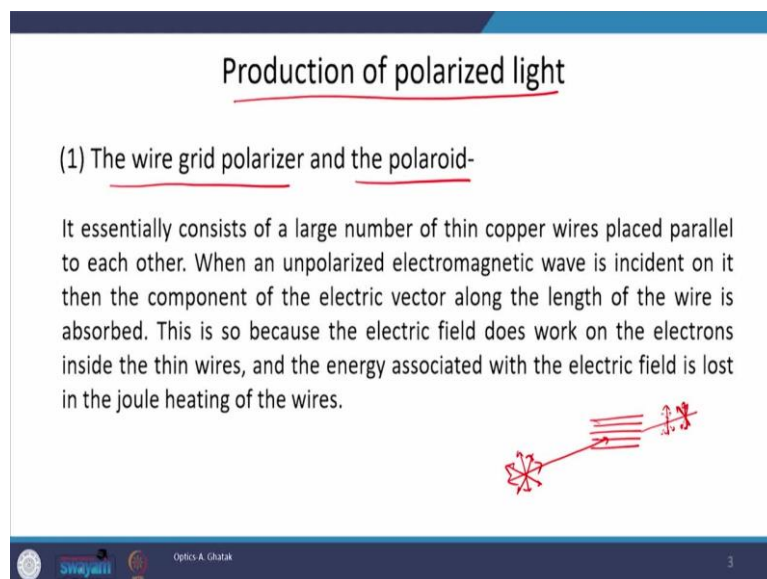 Production of polarized light
(1) The wire grid polarizer and the polaroid-
It essentially consists of a large number of thin copper wires placed parallel
to each other. When an unpolarized electromagnetic wave is incident on it
then the component of the electric vector along the length of the wire is
absorbed. This is so because the electric field does work on the electrons
inside the thin wires, and the energy associated with the electric field is lost
in the joule heating of the wires.
swayam
Optics-A. Ghatak
3